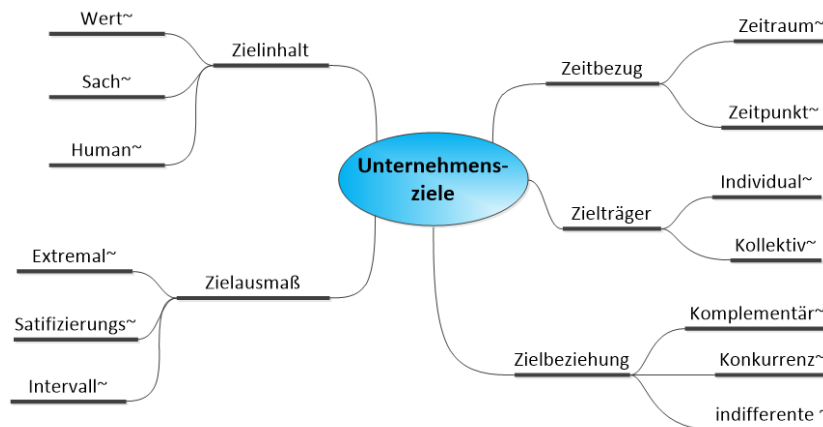 Unternehmens-
ziele
Zielinhalt
Wert~
Sach~
Human~
Zielausmaß
Extremal~
Satifizierungs~
Intervall~
Zeitbezug
Zeitraum~
Zeitpunkt~
Zielträger
Individual~
Kollektiv~
Zielbeziehung
Komplementär~
Konkurrenz~
indifferente ~